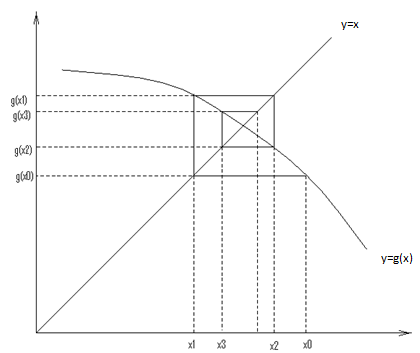 y=x
g(x1)
g(x3)
g(x2)
g(x0)
y=g(x)
x1 x3 x2 x0